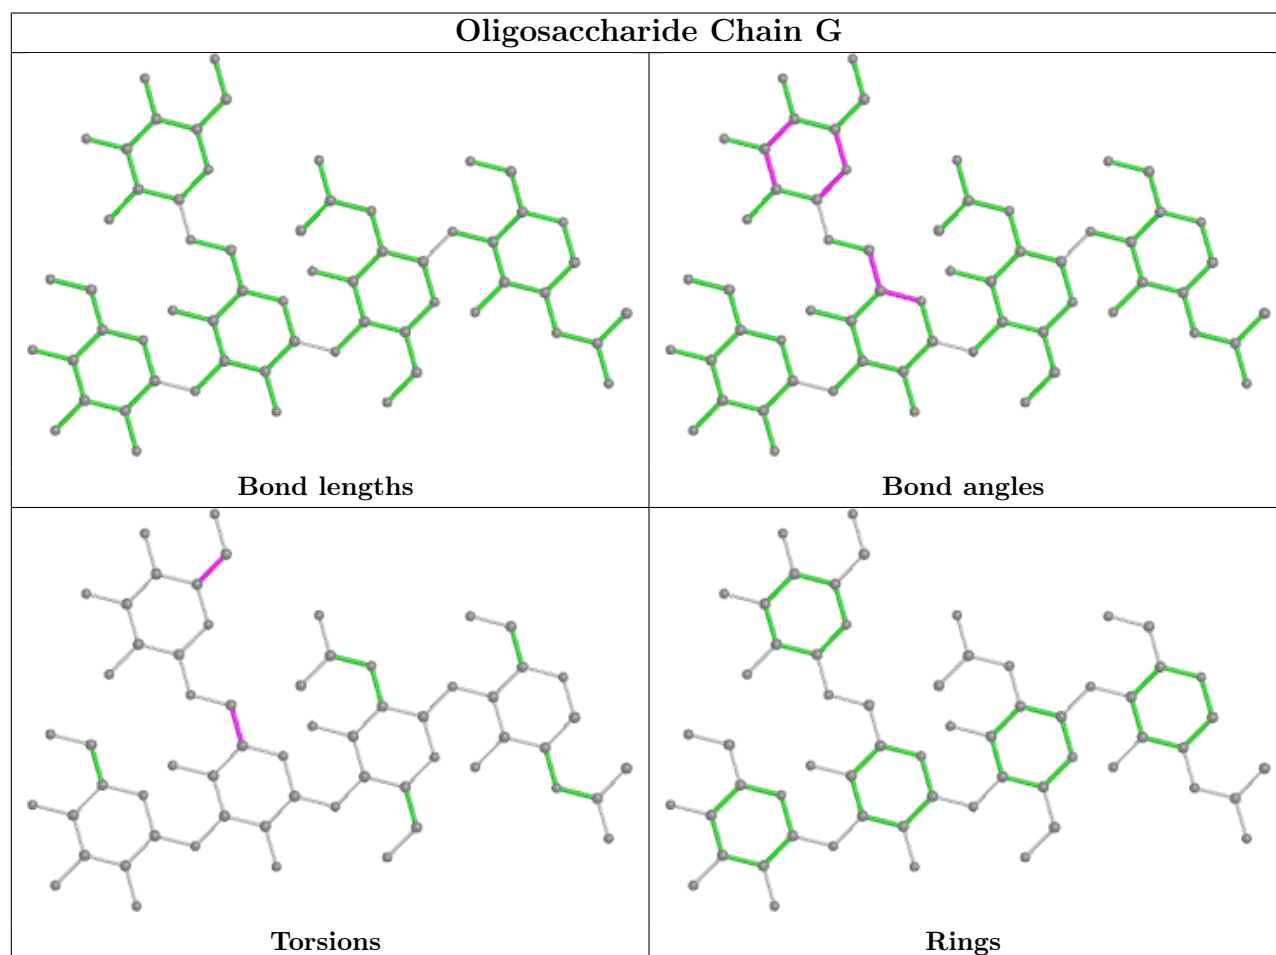 Oligosaccharide Chain G
Bond lengths
Bond angles
Torsions
Rings